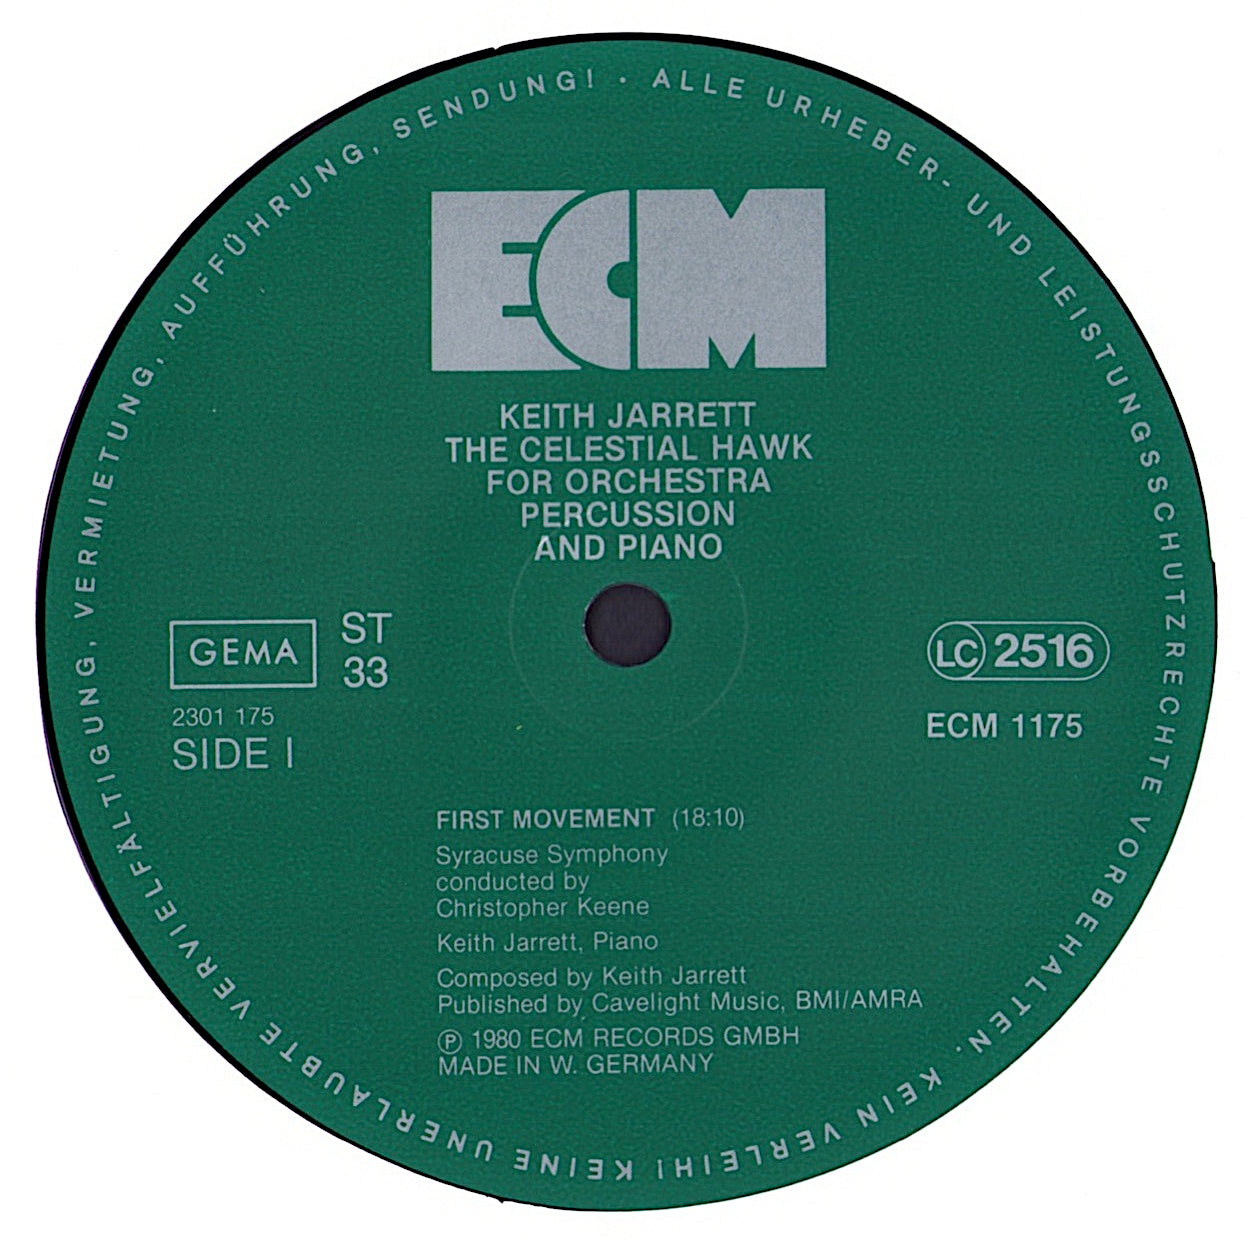 ALLE URHEBER- UND LEISTUNGSSCHUTZRECHTE VORBEHALTEN. KEIN VERLEIH! KEINE UNERLAUBTE VERVIELFÄLTIGUNG, VERMIETUNG, AUFFÜHRUNG, SENDUNG! ·
ECM
KEITH JARRETT
THE CELESTIAL HAWK
FOR ORCHESTRA
PERCUSSION
AND PIANO
GEMA
ST
33
2301 175
SIDE I
LC 2516
ECM 1175
FIRST MOVEMENT (18:10)
Syracuse Symphony
conducted by
Christopher Keene
Keith Jarrett, Piano
Composed by Keith Jarrett
Published by Cavelight Music, BMI/AMRA
℗ 1980 ECM RECORDS GMBH
MADE IN W. GERMANY